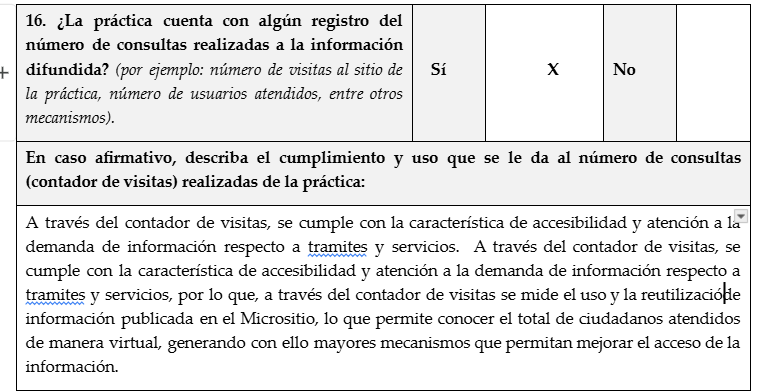 16. ¿La práctica cuenta con algún registro del
número de consultas realizadas a la información
difundida? (por ejemplo: número de visitas al sitio de
la práctica, número de usuarios atendidos, entre otros
mecanismos).
Sí X No
En caso afirmativo, describa el cumplimiento y uso que se le da al número de consultas
(contador de visitas) realizadas de la práctica:
A través del contador de visitas, se cumple con la característica de accesibilidad y atención a la
demanda de información respecto a tramites y servicios. A través del contador de visitas, se
cumple con la característica de accesibilidad y atención a la demanda de información respecto a
tramites y servicios, por lo que, a través del contador de visitas se mide el uso y la reutilizacióde
información publicada en el Micrositio, lo que permite conocer el total de ciudadanos atendidos
de manera virtual, generando con ello mayores mecanismos que permitan mejorar el acceso de la
información.